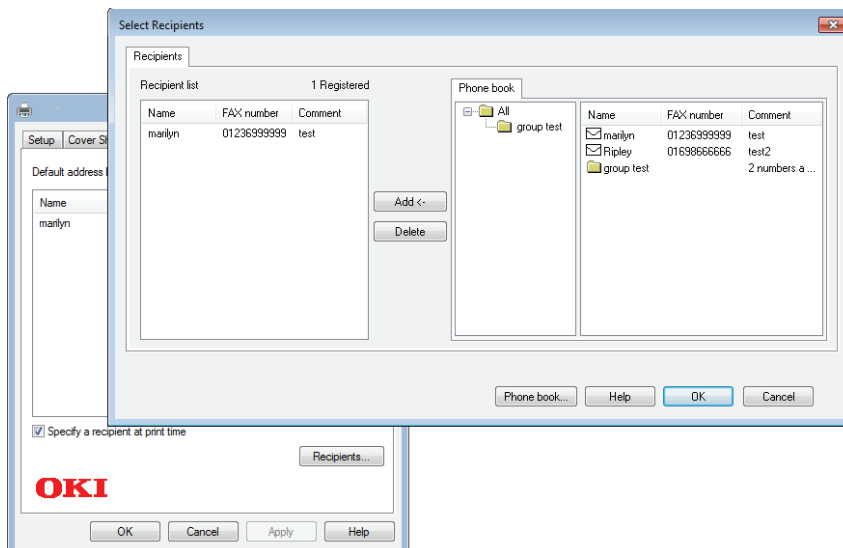 Select Recipients
Recipients
Recipient list 1 Registered
Name FAX number Comment
marilyn 01236999999 test
Add <-
Delete
Phone book
All
group test
Name FAX number Comment
marilyn 01236999999 test
Ripley 01698666666 test2
group test 2 numbers a ...
Phone book... Help OK Cancel
Setup Cover Sh
Default address l
Name
marilyn
Specify a recipient at print time
Recipients...
OKI
OK Cancel Apply Help